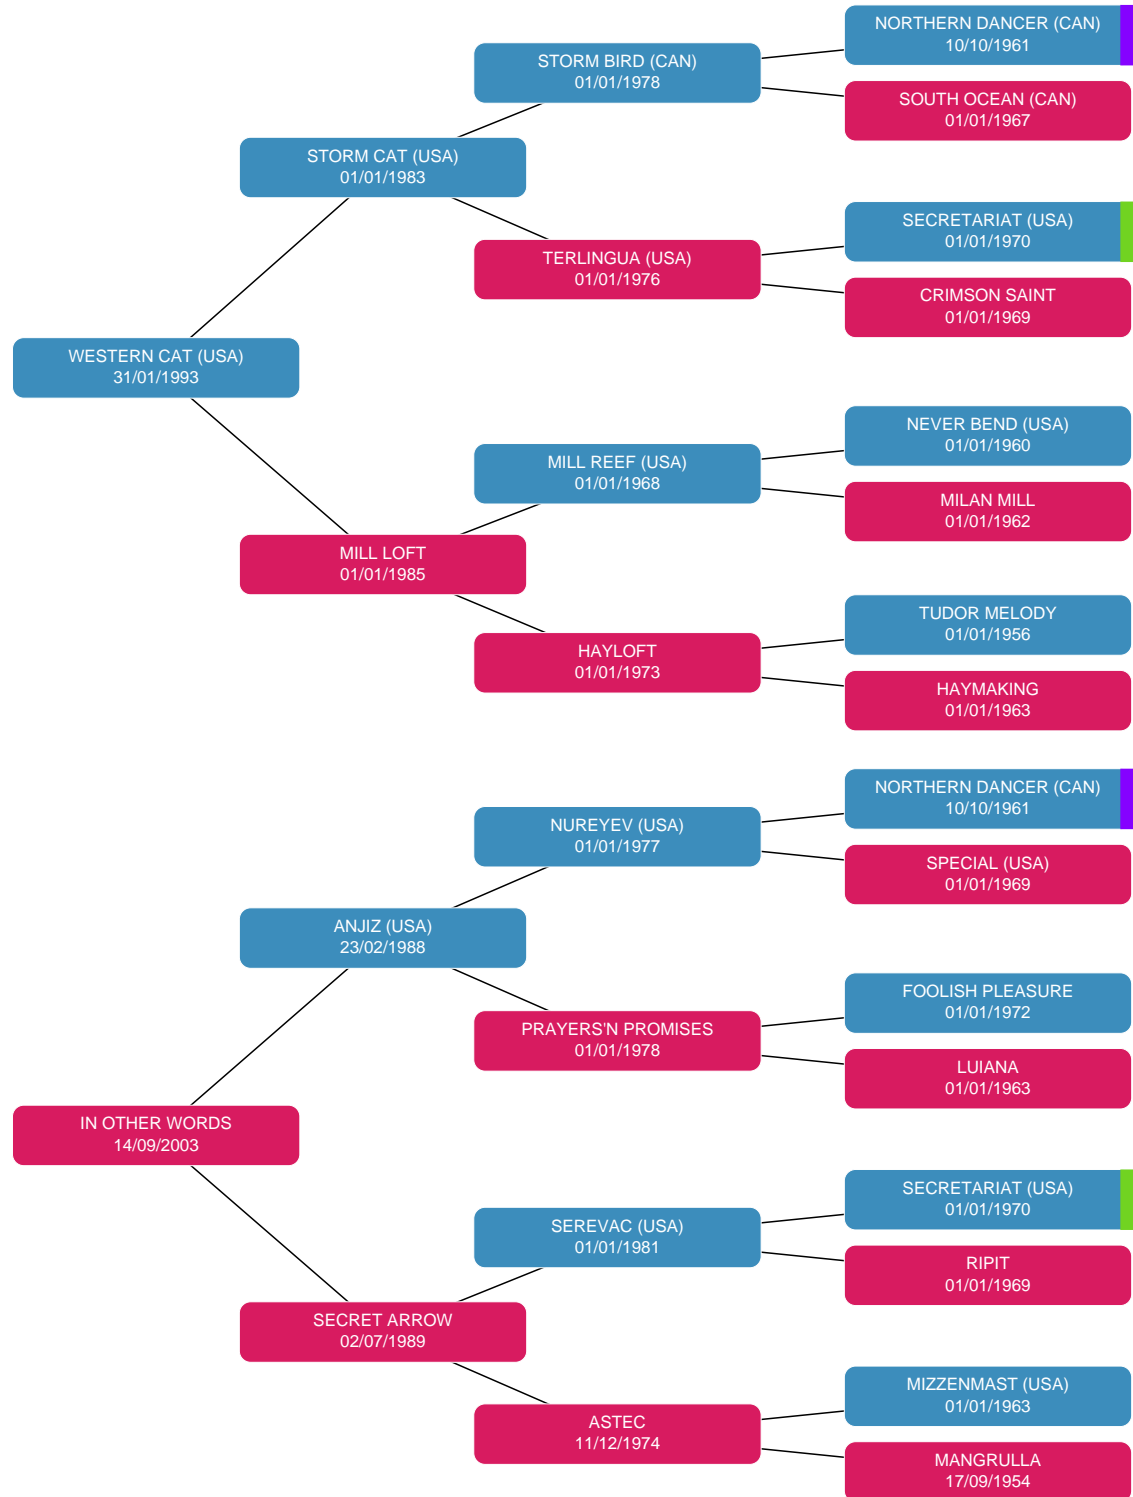 NORTHERN DANCER (CAN)
10/10/1961
STORM BIRD (CAN)
01/01/1978
SOUTH OCEAN (CAN)
01/01/1967
STORM CAT (USA)
01/01/1983
SECRETARIAT (USA)
01/01/1970
TERLINGUA (USA)
01/01/1976
CRIMSON SAINT
01/01/1969
WESTERN CAT (USA)
31/01/1993
NEVER BEND (USA)
01/01/1960
MILL REEF (USA)
01/01/1968
MILAN MILL
01/01/1962
MILL LOFT
01/01/1985
TUDOR MELODY
01/01/1956
HAYLOFT
01/01/1973
HAYMAKING
01/01/1963
NORTHERN DANCER (CAN)
10/10/1961
NUREYEV (USA)
01/01/1977
SPECIAL (USA)
01/01/1969
ANJIZ (USA)
23/02/1988
FOOLISH PLEASURE
01/01/1972
PRAYERS'N PROMISES
01/01/1978
LUIANA
01/01/1963
IN OTHER WORDS
14/09/2003
SECRETARIAT (USA)
01/01/1970
SEREVAC (USA)
01/01/1981
RIPIT
01/01/1969
SECRET ARROW
02/07/1989
MIZZENMAST (USA)
01/01/1963
ASTEC
11/12/1974
MANGRULLA
17/09/1954